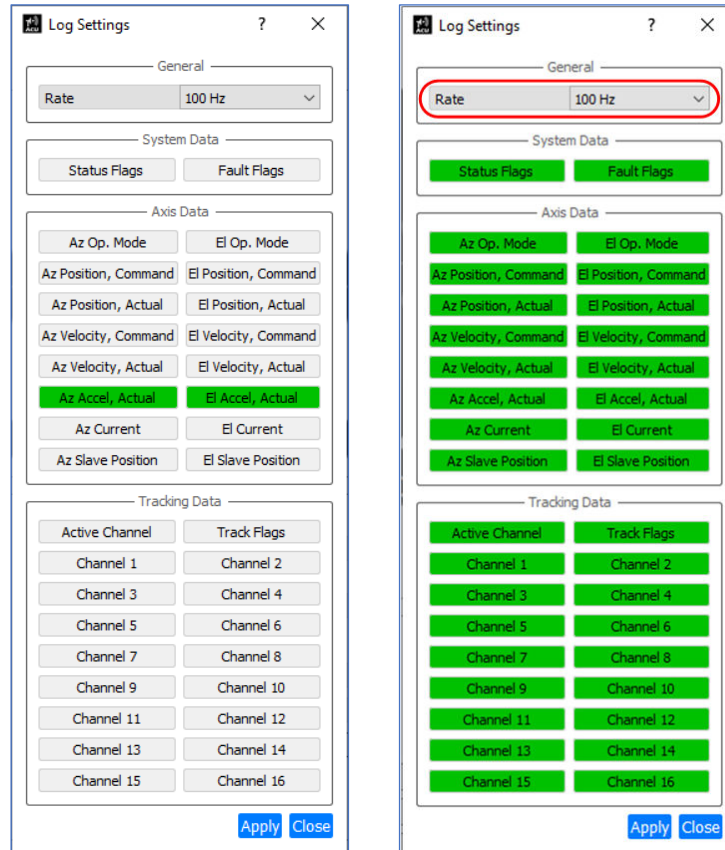 ACU Log Settings ? ×
General
Rate 100 Hz
System Data
Status Flags Fault Flags
Axis Data
Az Op. Mode El Op. Mode
Az Position, Command El Position, Command
Az Position, Actual El Position, Actual
Az Velocity, Command El Velocity, Command
Az Velocity, Actual El Velocity, Actual
Az Accel, Actual El Accel, Actual
Az Current El Current
Az Slave Position El Slave Position
Tracking Data
Active Channel Track Flags
Channel 1 Channel 2
Channel 3 Channel 4
Channel 5 Channel 6
Channel 7 Channel 8
Channel 9 Channel 10
Channel 11 Channel 12
Channel 13 Channel 14
Channel 15 Channel 16
Apply Close
ACU Log Settings ? ×
General
Rate 100 Hz
System Data
Status Flags Fault Flags
Axis Data
Az Op. Mode El Op. Mode
Az Position, Command El Position, Command
Az Position, Actual El Position, Actual
Az Velocity, Command El Velocity, Command
Az Velocity, Actual El Velocity, Actual
Az Accel, Actual El Accel, Actual
Az Current El Current
Az Slave Position El Slave Position
Tracking Data
Active Channel Track Flags
Channel 1 Channel 2
Channel 3 Channel 4
Channel 5 Channel 6
Channel 7 Channel 8
Channel 9 Channel 10
Channel 11 Channel 12
Channel 13 Channel 14
Channel 15 Channel 16
Apply Close